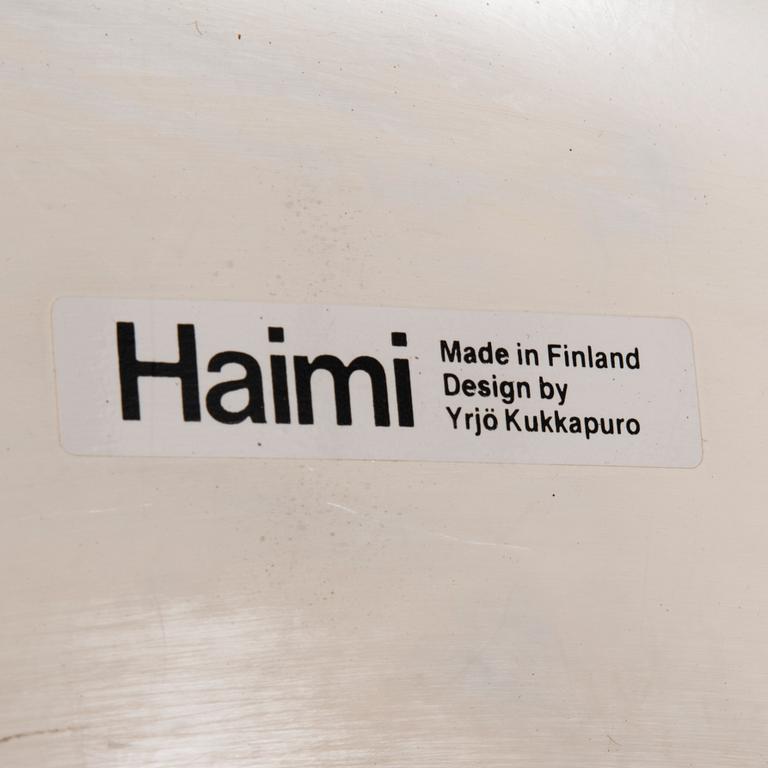 Haimi
Made in Finland
Design by
Yrjö Kukkapuro